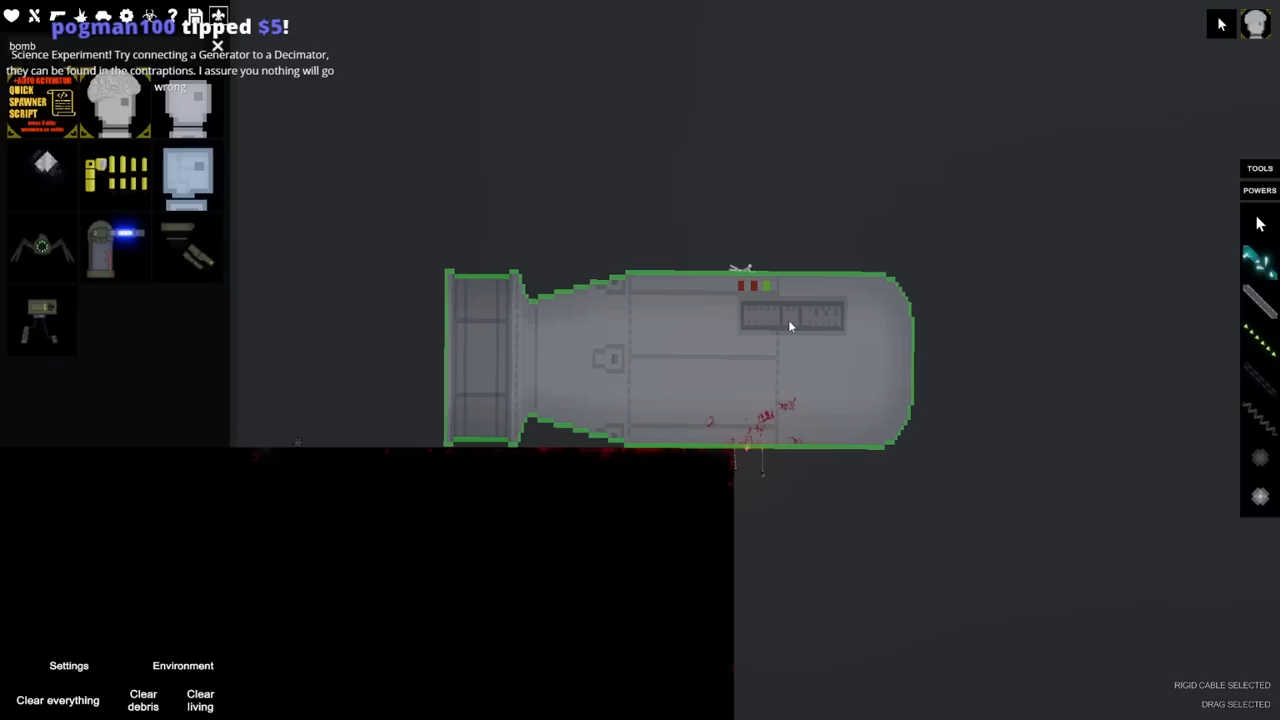 pogman100 tipped $5!
bomb
Science Experiment! Try connecting a Generator to a Decimator,
they can be found in the contraptions. I assure you nothing will go
wrong
+AUTO ACTIVATOR
QUICK
SPAWNER
SCRIPT
TOOLS
POWERS
Settings
Environment
Clear everything
Clear
debris
Clear
living
RIGID CABLE SELECTED
DRAG SELECTED